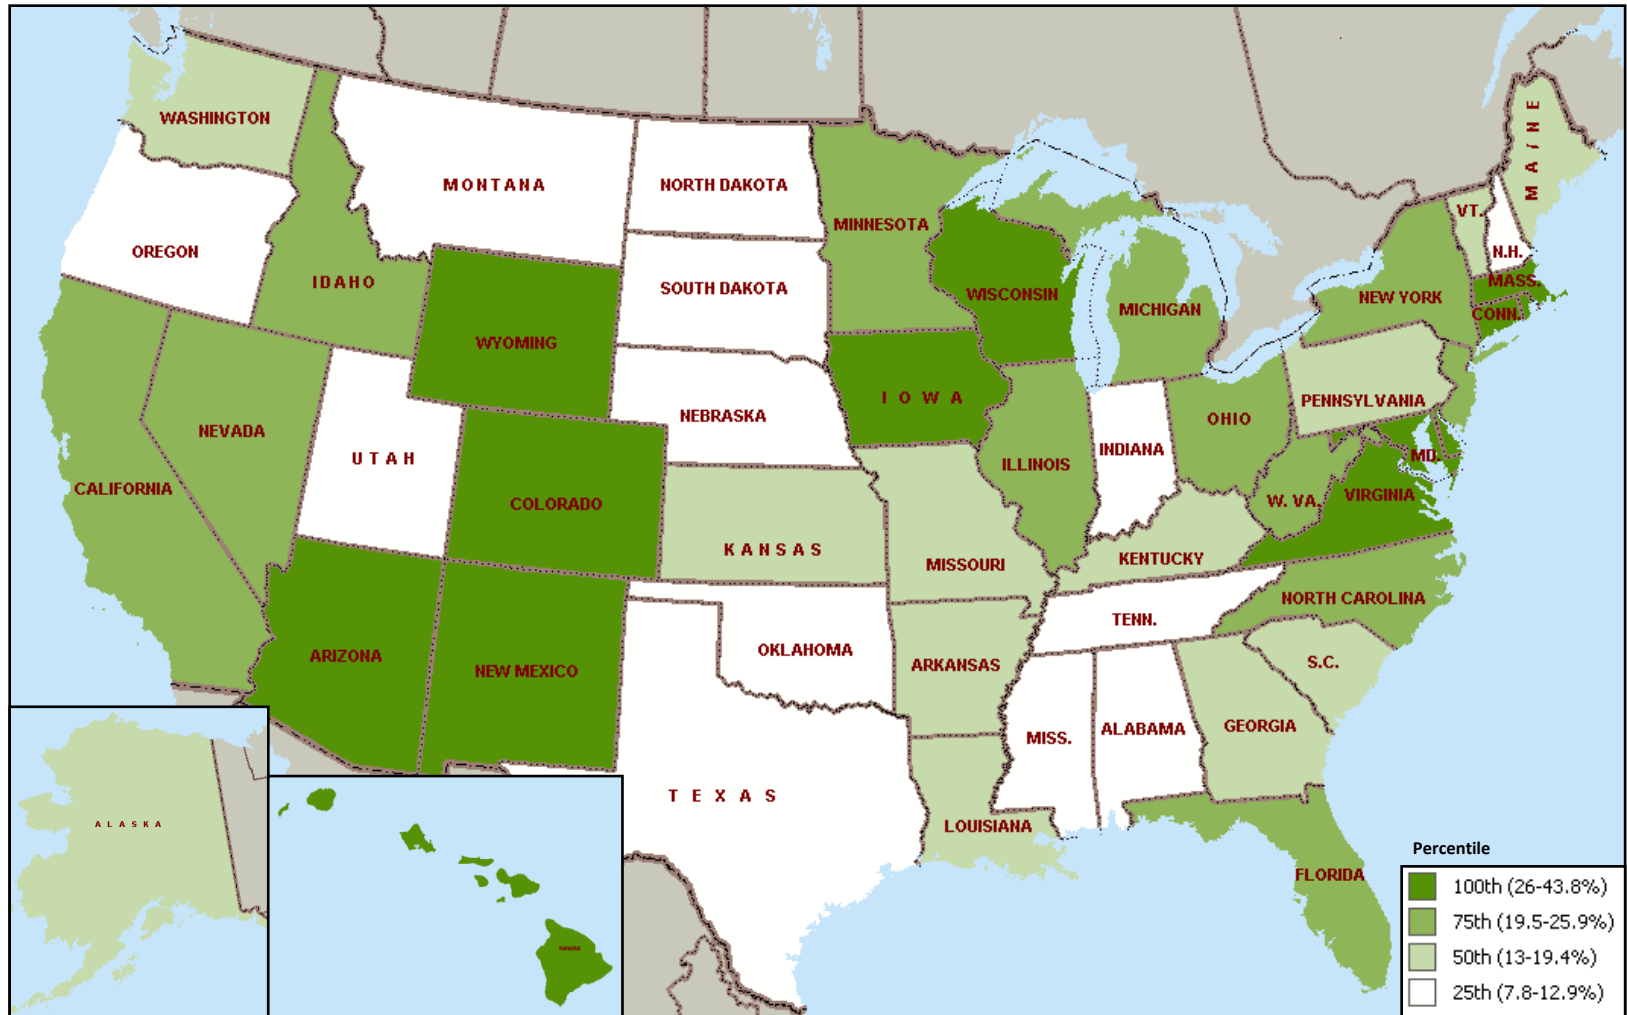 WASHINGTON
MONTANA
NORTH DAKOTA
MINNESOTA
MAINE
VT.
N.H.
OREGON
IDAHO
SOUTH DAKOTA
WISCONSIN
MICHIGAN
NEW YORK
MASS.
CONN.
WYOMING
IOWA
NEBRASKA
PENNSYLVANIA
OHIO
NEVADA
UTAH
INDIANA
ILLINOIS
MD.
CALIFORNIA
COLORADO
W. VA.
VIRGINIA
KANSAS
MISSOURI
KENTUCKY
NORTH CAROLINA
TENN.
ARIZONA
NEW MEXICO
OKLAHOMA
ARKANSAS
S.C.
MISS.
ALABAMA
GEORGIA
TEXAS
LOUISIANA
ALASKA
HAWAII
FLORIDA
Percentile
100th (26-43.8%)
75th (19.5-25.9%)
50th (13-19.4%)
25th (7.8-12.9%)